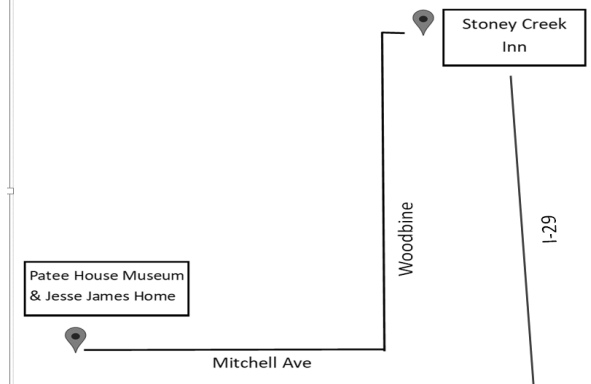 Stoney Creek
Inn
Woodbine
I-29
Patee House Museum
& Jesse James Home
Mitchell Ave